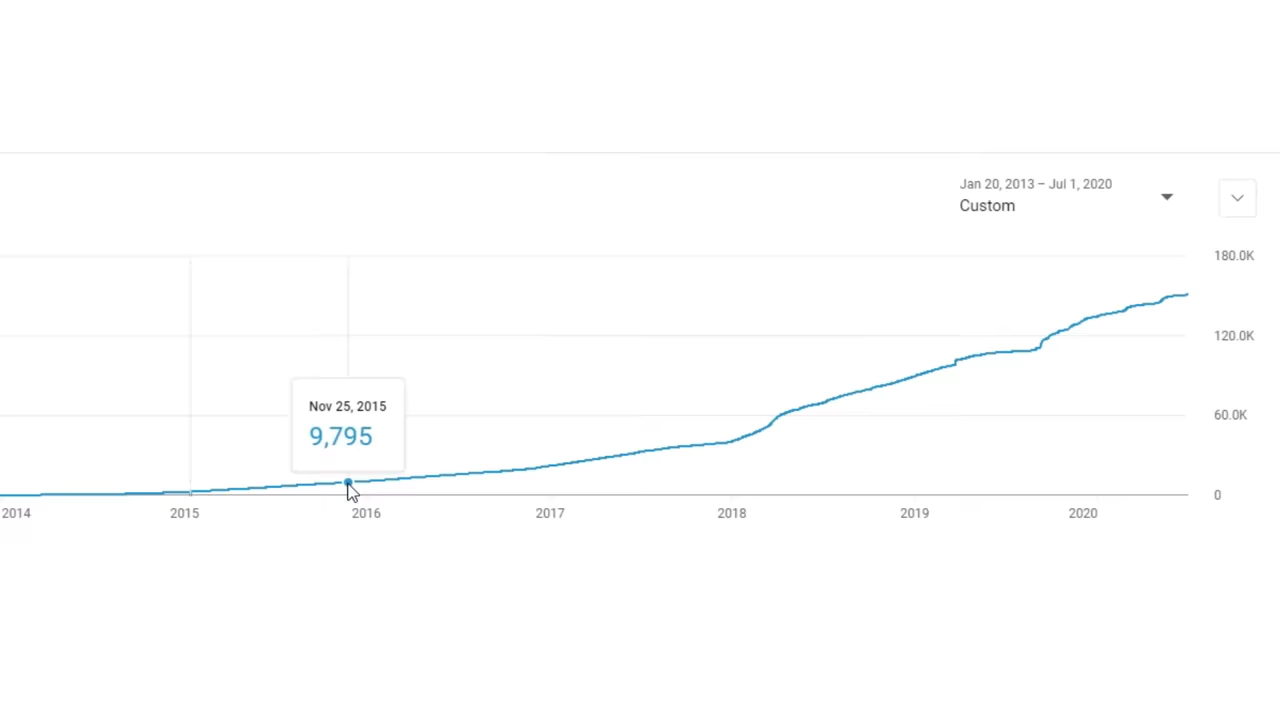 Jan 20, 2013 – Jul 1, 2020
Custom
180.0K
120.0K
60.0K
0
Nov 25, 2015
9,795
2014 2015 2016 2017 2018 2019 2020